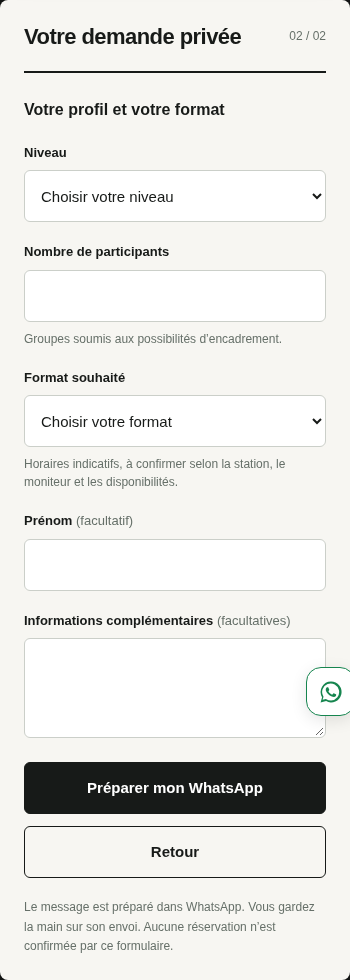 Votre demande privée
02 / 02
Votre profil et votre format
Niveau
Choisir votre niveau
Nombre de participants
Groupes soumis aux possibilités d’encadrement.
Format souhaité
Choisir votre format
Horaires indicatifs, à confirmer selon la station, le
moniteur et les disponibilités.
Prénom (facultatif)
Informations complémentaires (facultatives)
Préparer mon WhatsApp
Retour
Le message est préparé dans WhatsApp. Vous gardez
la main sur son envoi. Aucune réservation n’est
confirmée par ce formulaire.